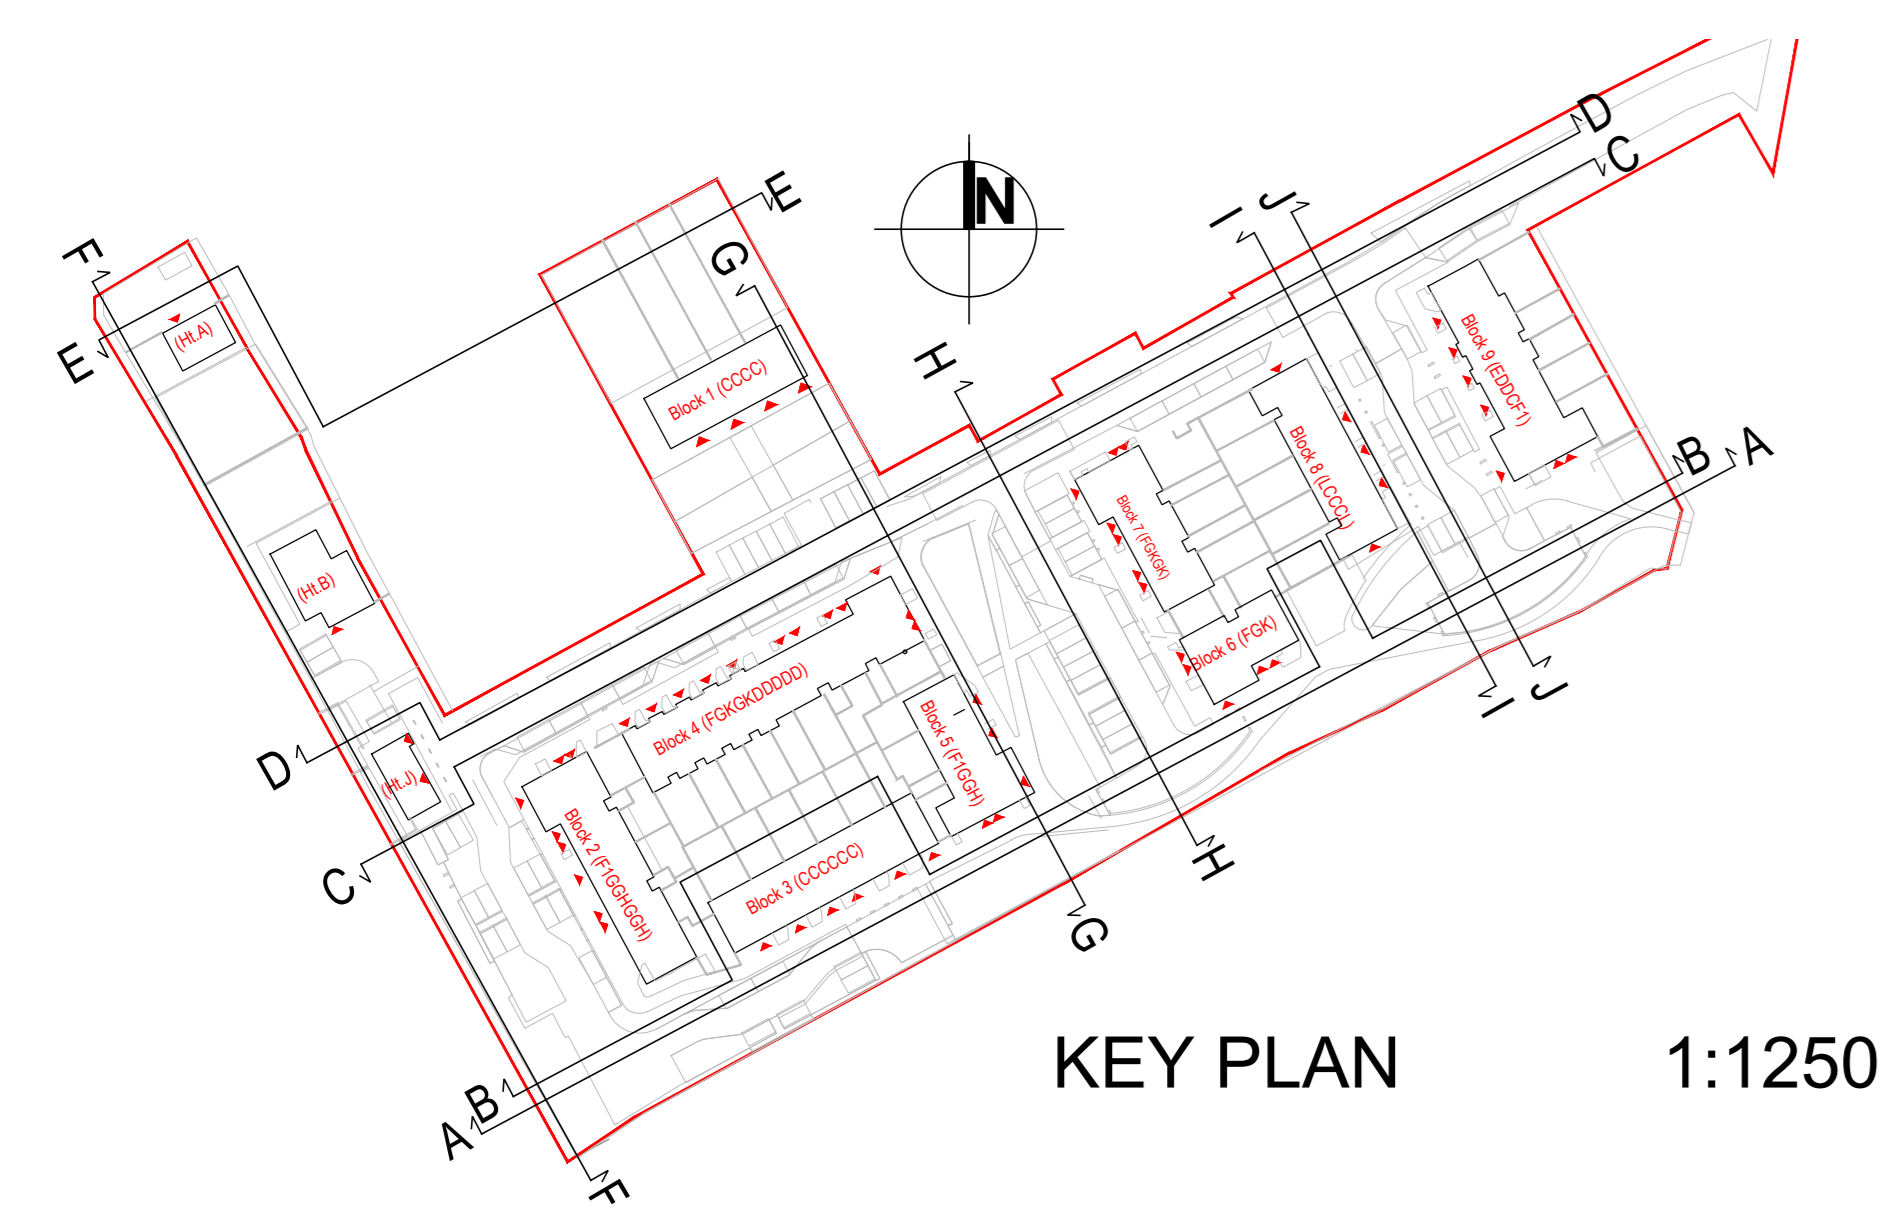 D
C
E
J
I
N
F
G
(Ht.A)
E
H
Block 1 (CCCC)
Block 9 (EDDCF1)
B
A
Block 8 (LCCCL)
Block 7 (FGKGK)
(Ht.B)
Block 6 (FGK)
J
I
Block 4 (FGKGKDDDDD)
D
(Ht.J)
Block 5 (F1GGH)
Block 2 (F1GGHGGH)
Block 3 (CCCCCC)
H
C
G
KEY PLAN
1:1250
B
A
F